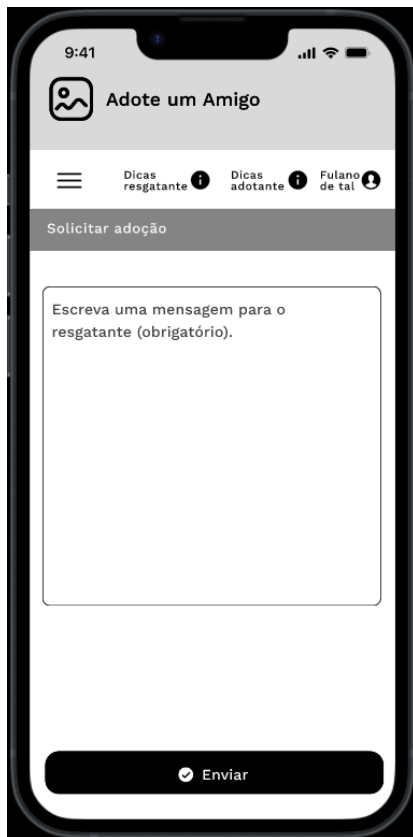 9:41
Adote um Amigo
Dicas
resgatante
Dicas
adotante
Fulano
de tal
Solicitar adoção
Escreva uma mensagem para o
resgatante (obrigatório).
Enviar